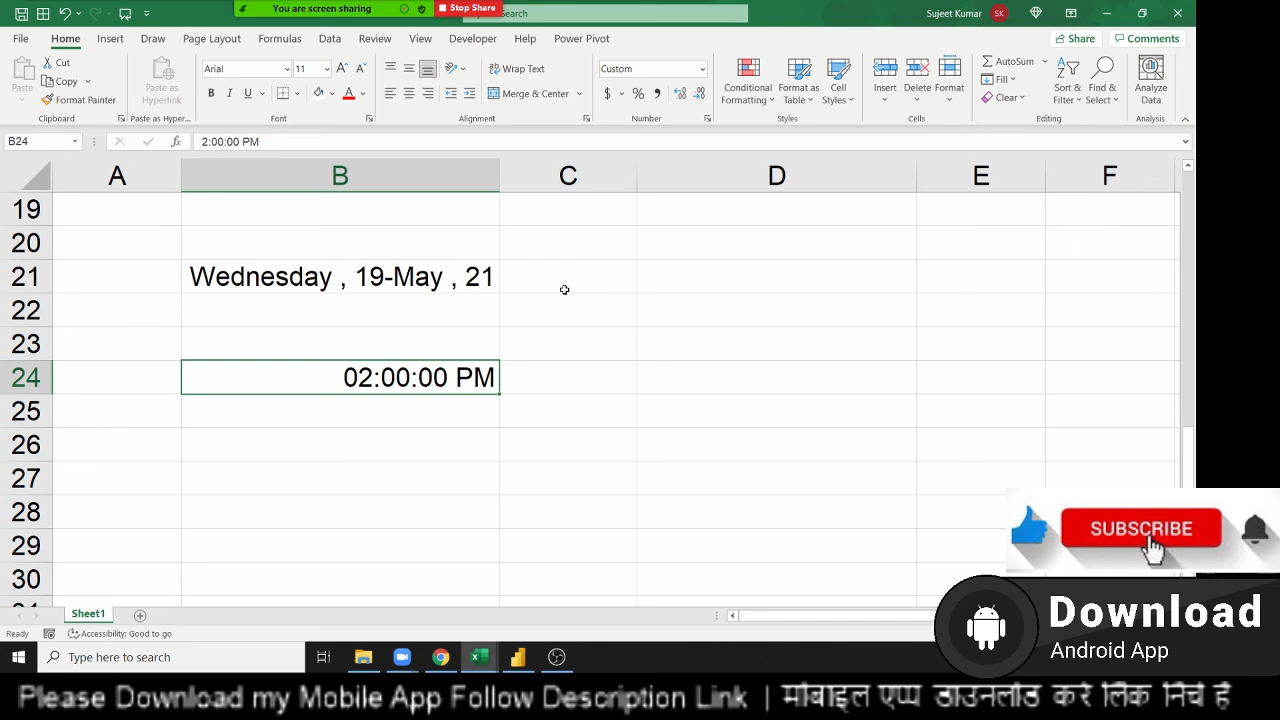 You are screen sharing
Stop Share
Search
Sujeet Kumar
SK
File Home Insert Draw Page Layout Formulas Data Review View Developer Help Power Pivot
Share Comments
Paste
Cut
Copy
Format Painter
Clipboard
Paste as Hyperlink
Paste as Hyper...
Arial 11
B I U
Font
Wrap Text
Merge & Center
Alignment
Custom
$ % ,
Number
Conditional Formatting
Format as Table
Cell Styles
Styles
Insert Delete Format
Cells
AutoSum
Fill
Clear
Sort & Filter
Find & Select
Editing
Analyze Data
Analysis
B24 fx 2:00:00 PM
A B C D E F
19
20
21 Wednesday , 19-May , 21
22
23
24 02:00:00 PM
25
26
27
28
29
30
SUBSCRIBE
Download
Android App
Sheet1
Ready Accessibility: Good to go
Type here to search
Please Download my Mobile App Follow Description Link | मोबाइल एप्प डाउनलोड करे लिंक निचे हैं